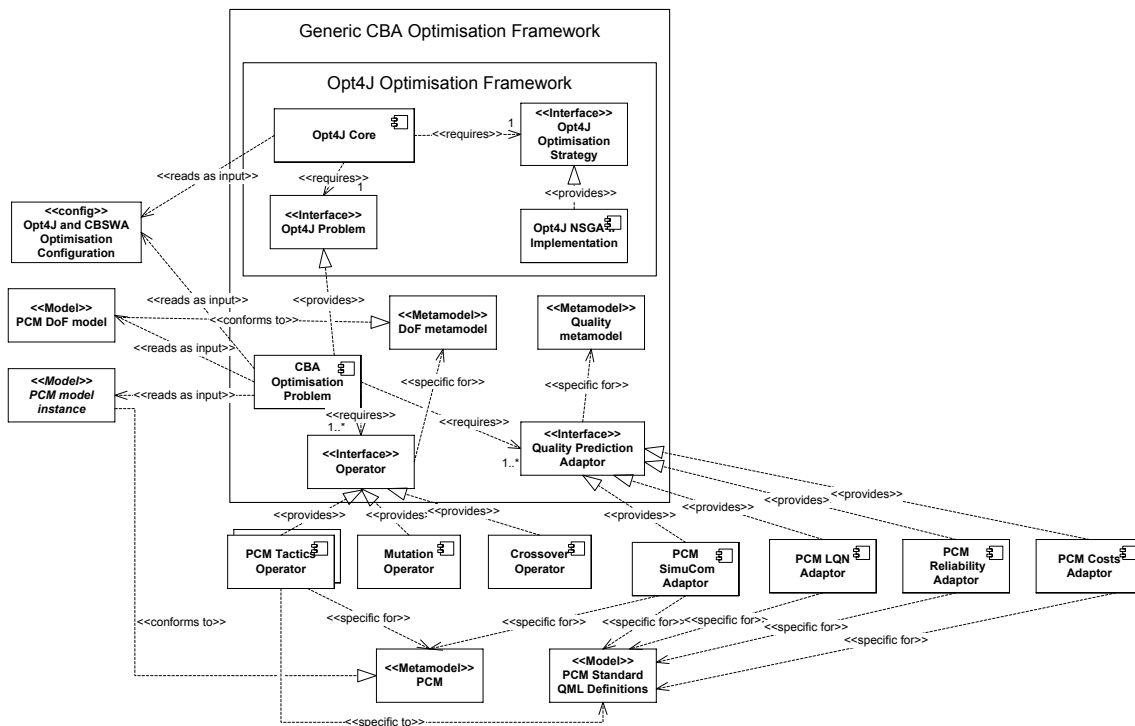 Generic CBA Optimisation Framework
Opt4J Optimisation Framework
Opt4J Core
<<requires>>
1
<<Interface>>
Opt4J
Optimisation
Strategy
<<reads as input>>
<<requires>>
1
<<provides>>
<<config>>
Opt4J and CBSWA
Optimisation
Configuration
<<Interface>>
Opt4J Problem
Opt4J NSGA-
Implementation
<<reads as input>>
<<provides>>
<<Model>>
PCM DoF model
<<conforms to>>
<<Metamodel>>
DoF metamodel
<<Metamodel>>
Quality
metamodel
<<reads as input>>
CBA
Optimisation
Problem
<<specific for>>
<<specific for>>
<<Model>>
PCM model
instance
<<reads as input>>
<<requires>>
1..*
<<requires>>
1..*
<<Interface>>
Operator
<<Interface>>
Quality Prediction
Adaptor
<<provides>>
<<provides>>
<<provides>>
<<provides>>
<<provides>>
<<provides>>
<<provides>>
PCM Tactics
Operator
Mutation
Operator
Crossover
Operator
PCM
SimuCom
Adaptor
PCM LQN
Adaptor
PCM
Reliability
Adaptor
PCM Costs
Adaptor
<<conforms to>>
<<specific for>>
<<specific for>>
<<specific for>>
<<specific for>>
<<specific for>>
<<specific for>>
<<Metamodel>>
PCM
<<Model>>
PCM Standard
QML Definitions
<<specific to>>